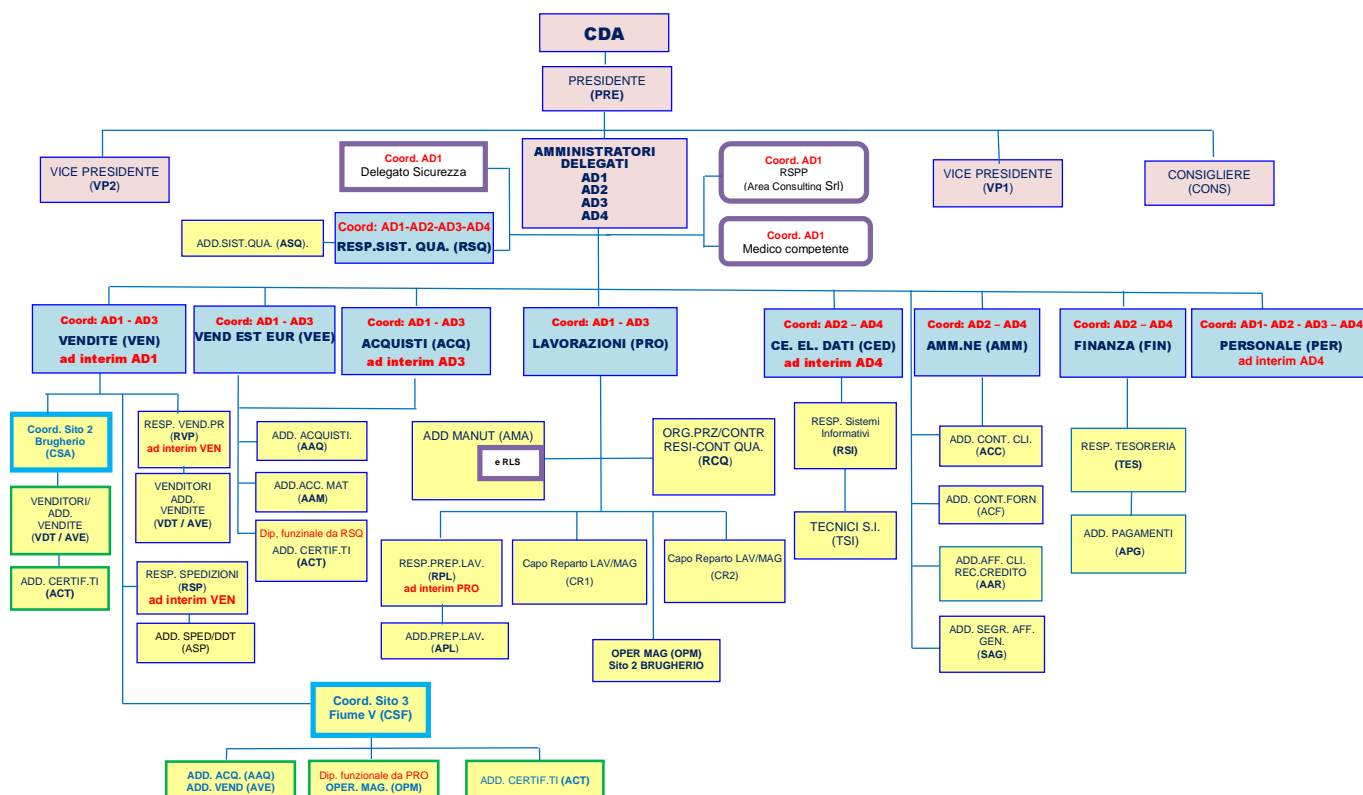 CDA
PRESIDENTE
(PRE)
VICE PRESIDENTE
(VP2)
Coord. AD1
Delegato Sicurezza
AMMINISTRATORI
DELEGATI
AD1
AD2
AD3
AD4
Coord. AD1
RSPP
(Area Consulting Srl)
VICE PRESIDENTE
(VP1)
CONSIGLIERE
(CONS)
ADD.SIST.QUA. (ASQ).
Coord: AD1-AD2-AD3-AD4
RESP.SIST. QUA. (RSQ)
Coord. AD1
Medico competente
Coord: AD1 - AD3
VENDITE (VEN)
ad interim AD1
Coord: AD1 - AD3
VEND EST EUR (VEE)
Coord: AD1 - AD3
ACQUISTI (ACQ)
ad interim AD3
Coord: AD1 - AD3
LAVORAZIONI (PRO)
Coord: AD2 – AD4
CE. EL. DATI (CED)
ad interim AD4
Coord: AD2 – AD4
AMM.NE (AMM)
Coord: AD2 – AD4
FINANZA (FIN)
Coord: AD1- AD2 - AD3 – AD4
PERSONALE (PER)
ad interim AD4
Coord. Sito 2
Brugherio
(CSA)
RESP. VEND.PR
(RVP)
ad interim VEN
ADD. ACQUISTI.
(AAQ)
ADD MANUT (AMA)
e RLS
ORG.PRZ/CONTR
RESI-CONT QUA.
(RCQ)
RESP. Sistemi
Informativi
(RSI)
ADD. CONT. CLI.
(ACC)
RESP. TESORERIA
(TES)
VENDITORI/
ADD.
VENDITE
(VDT / AVE)
VENDITORI
ADD.
VENDITE
(VDT / AVE)
ADD.ACC. MAT
(AAM)
ADD. CONT.FORN
(ACF)
Dip, funzinale da RSQ
ADD. CERTIF.TI
(ACT)
TECNICI S.I.
(TSI)
ADD. PAGAMENTI
(APG)
ADD. CERTIF.TI
(ACT)
RESP. SPEDIZIONI
(RSP)
ad interim VEN
RESP.PREP.LAV.
(RPL)
ad interim PRO
Capo Reparto LAV/MAG
(CR1)
Capo Reparto LAV/MAG
(CR2)
ADD.AFF. CLI.
REC.CREDITO
(AAR)
ADD. SPED/DDT
(ASP)
ADD.PREP.LAV.
(APL)
OPER MAG (OPM)
Sito 2 BRUGHERIO
ADD. SEGR. AFF.
GEN.
(SAG)
Coord. Sito 3
Fiume V (CSF)
ADD. ACQ. (AAQ)
ADD. VEND (AVE)
Dip. funzionale da PRO
OPER. MAG. (OPM)
ADD. CERTIF.TI (ACT)